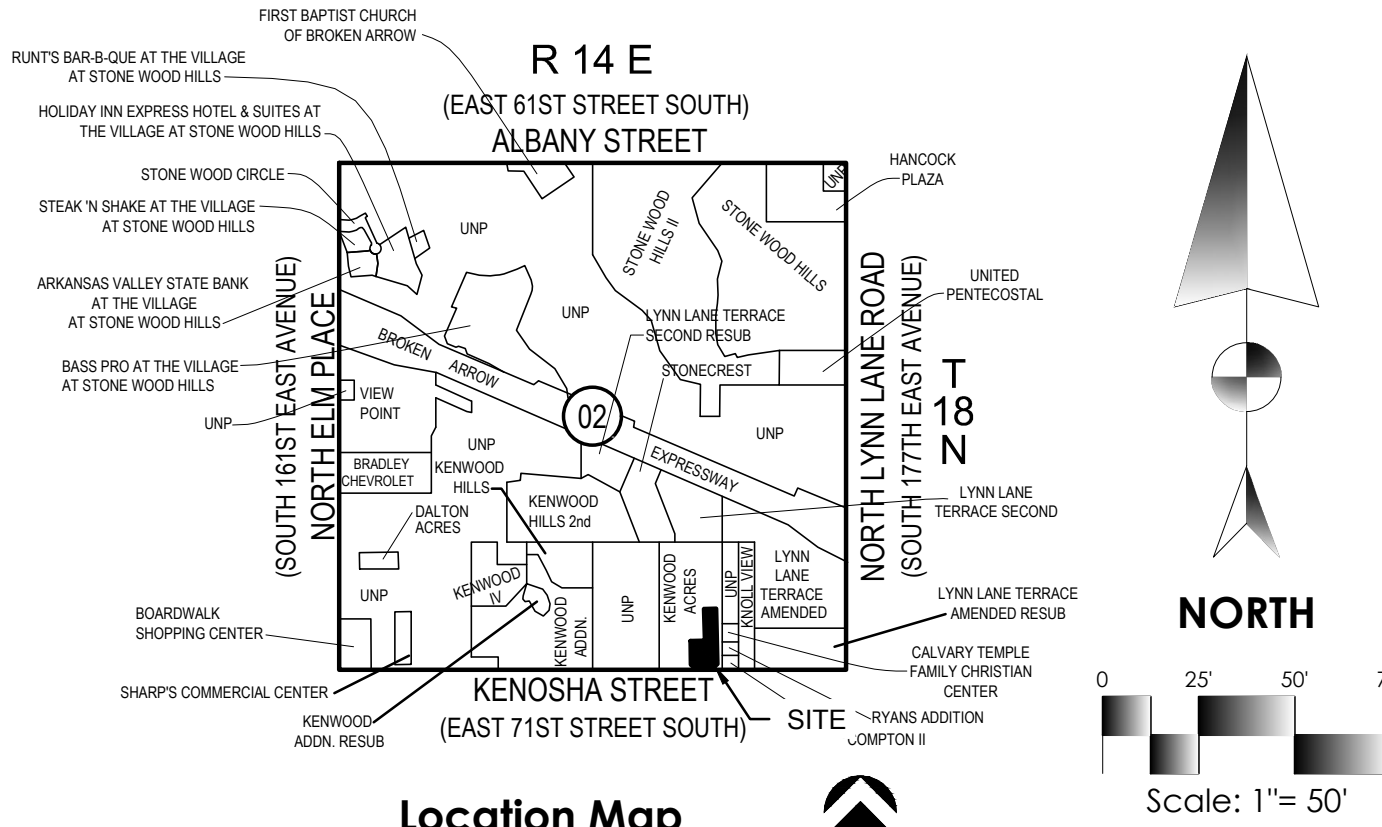 FIRST BAPTIST CHURCH
OF BROKEN ARROW
RUNT'S BAR-B-QUE AT THE VILLAGE
AT STONE WOOD HILLS
HOLIDAY INN EXPRESS HOTEL & SUITES AT
THE VILLAGE AT STONE WOOD HILLS
STONE WOOD CIRCLE
STEAK 'N SHAKE AT THE VILLAGE
AT STONE WOOD HILLS
ARKANSAS VALLEY STATE BANK
AT THE VILLAGE
AT STONE WOOD HILLS
BASS PRO AT THE VILLAGE
AT STONE WOOD HILLS
UNP
BOARDWALK
SHOPPING CENTER
SHARP'S COMMERCIAL CENTER
KENWOOD
ADDN. RESUB
R 14 E
(EAST 61ST STREET SOUTH)
ALBANY STREET
(SOUTH 161ST EAST AVENUE)
NORTH ELM PLACE
UNP
UNP
STONE WOOD
HILLS II
STONE WOOD HILLS
UNP
LYNN LANE TERRACE
SECOND RESUB
STONECREST
BROKEN
ARROW
02
EXPRESSWAY
VIEW
POINT
UNP
UNP
BRADLEY
CHEVROLET
KENWOOD
HILLS
KENWOOD
HILLS 2nd
DALTON
ACRES
UNP
KENWOOD
IV
KENWOOD
ADDN.
UNP
KENWOOD
ACRES
UNP
KNOLL VIEW
LYNN
LANE
TERRACE
AMENDED
KENOSHA STREET
(EAST 71ST STREET SOUTH)
SITE
HANCOCK
PLAZA
UNITED
PENTECOSTAL
NORTH LYNN LANE ROAD
(SOUTH 177TH EAST AVENUE)
T
18
N
LYNN LANE
TERRACE SECOND
LYNN LANE TERRACE
AMENDED RESUB
CALVARY TEMPLE
FAMILY CHRISTIAN
CENTER
RYANS ADDITION
COMPTON II
Location Map
NORTH
0 25' 50' 7
Scale: 1"= 50'